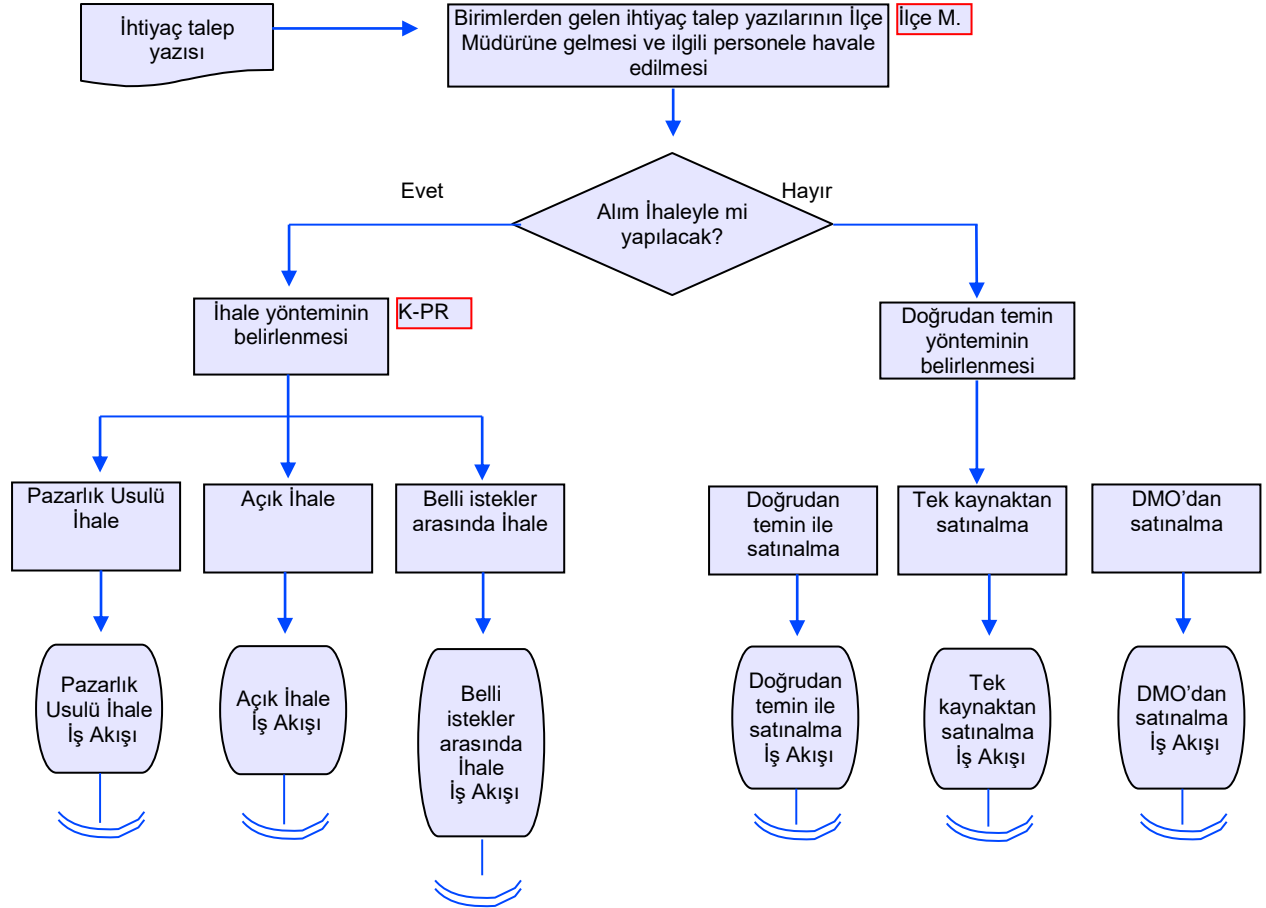 İhtiyaç talep
yazısı
Birimlerden gelen ihtiyaç talep yazılarının İlçe
Müdürüne gelmesi ve ilgili personele havale
edilmesi
İlçe M.
Evet
Hayır
Alım İhaleyle mi
yapılacak?
İhale yönteminin
belirlenmesi
K-PR
Doğrudan temin
yönteminin
belirlenmesi
Pazarlık Usulü
İhale
Açık İhale
Belli istekler
arasında İhale
Doğrudan
temin ile
satınalma
Tek kaynaktan
satınalma
DMO’dan
satınalma
Pazarlık
Usulü İhale
İş Akışı
Açık İhale
İş Akışı
Belli
istekler
arasında
İhale
İş Akışı
Doğrudan
temin ile
satınalma
İş Akışı
Tek
kaynaktan
satınalma
İş Akışı
DMO’dan
satınalma
İş Akışı